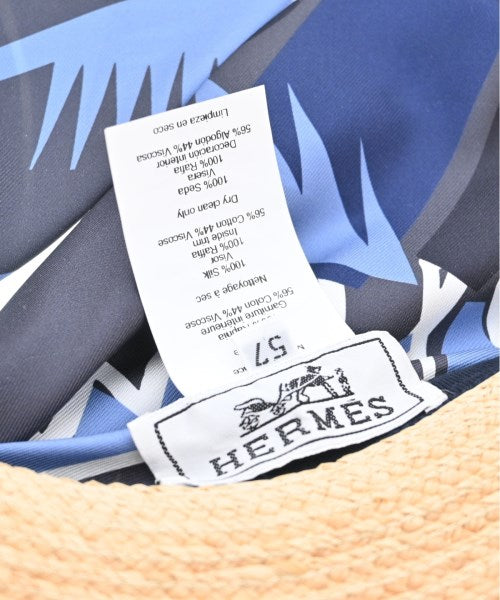 Garniture intérieure
56% Coton 44% Viscose
Nettoyage à sec
100% Silk
Visor
100% Raffia
Inside trim
56% Cotton 44% Viscose
Dry clean only
100% Seda
Visera
100% Rafia
Decoración interior
56% Algodón 44% Viscosa
Limpieza en seco
57
HERMES